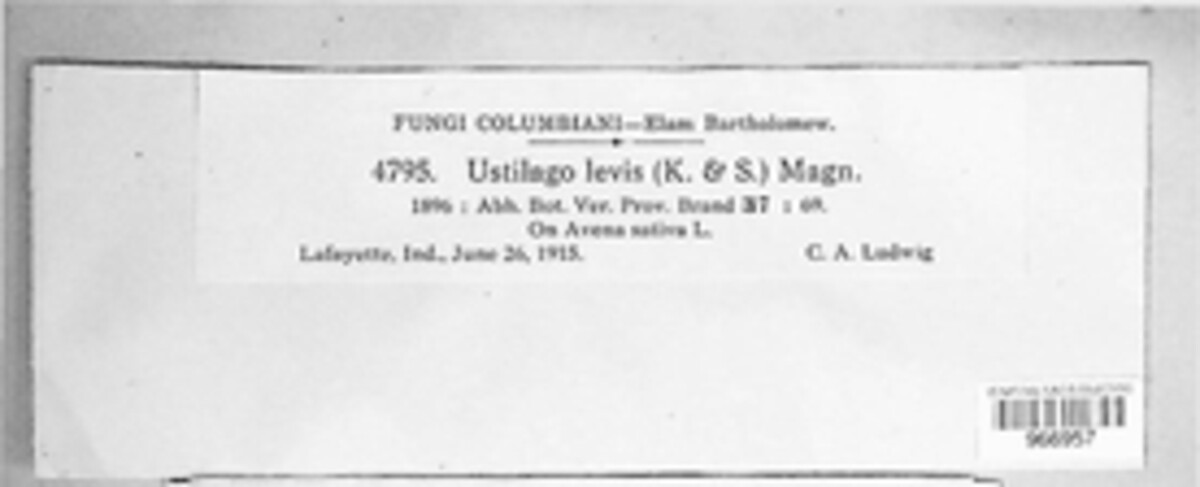 FUNGI COLUMBIANI—Elam Bartholomew.
4795. Ustilago levis (K. & S.) Magn.
1896 : Abh. Bot. Ver. Prov. Brand 37 : 69.
On Avena sativa L.
Lafayette, Ind., June 26, 1915. C. A. Ludwig
966957